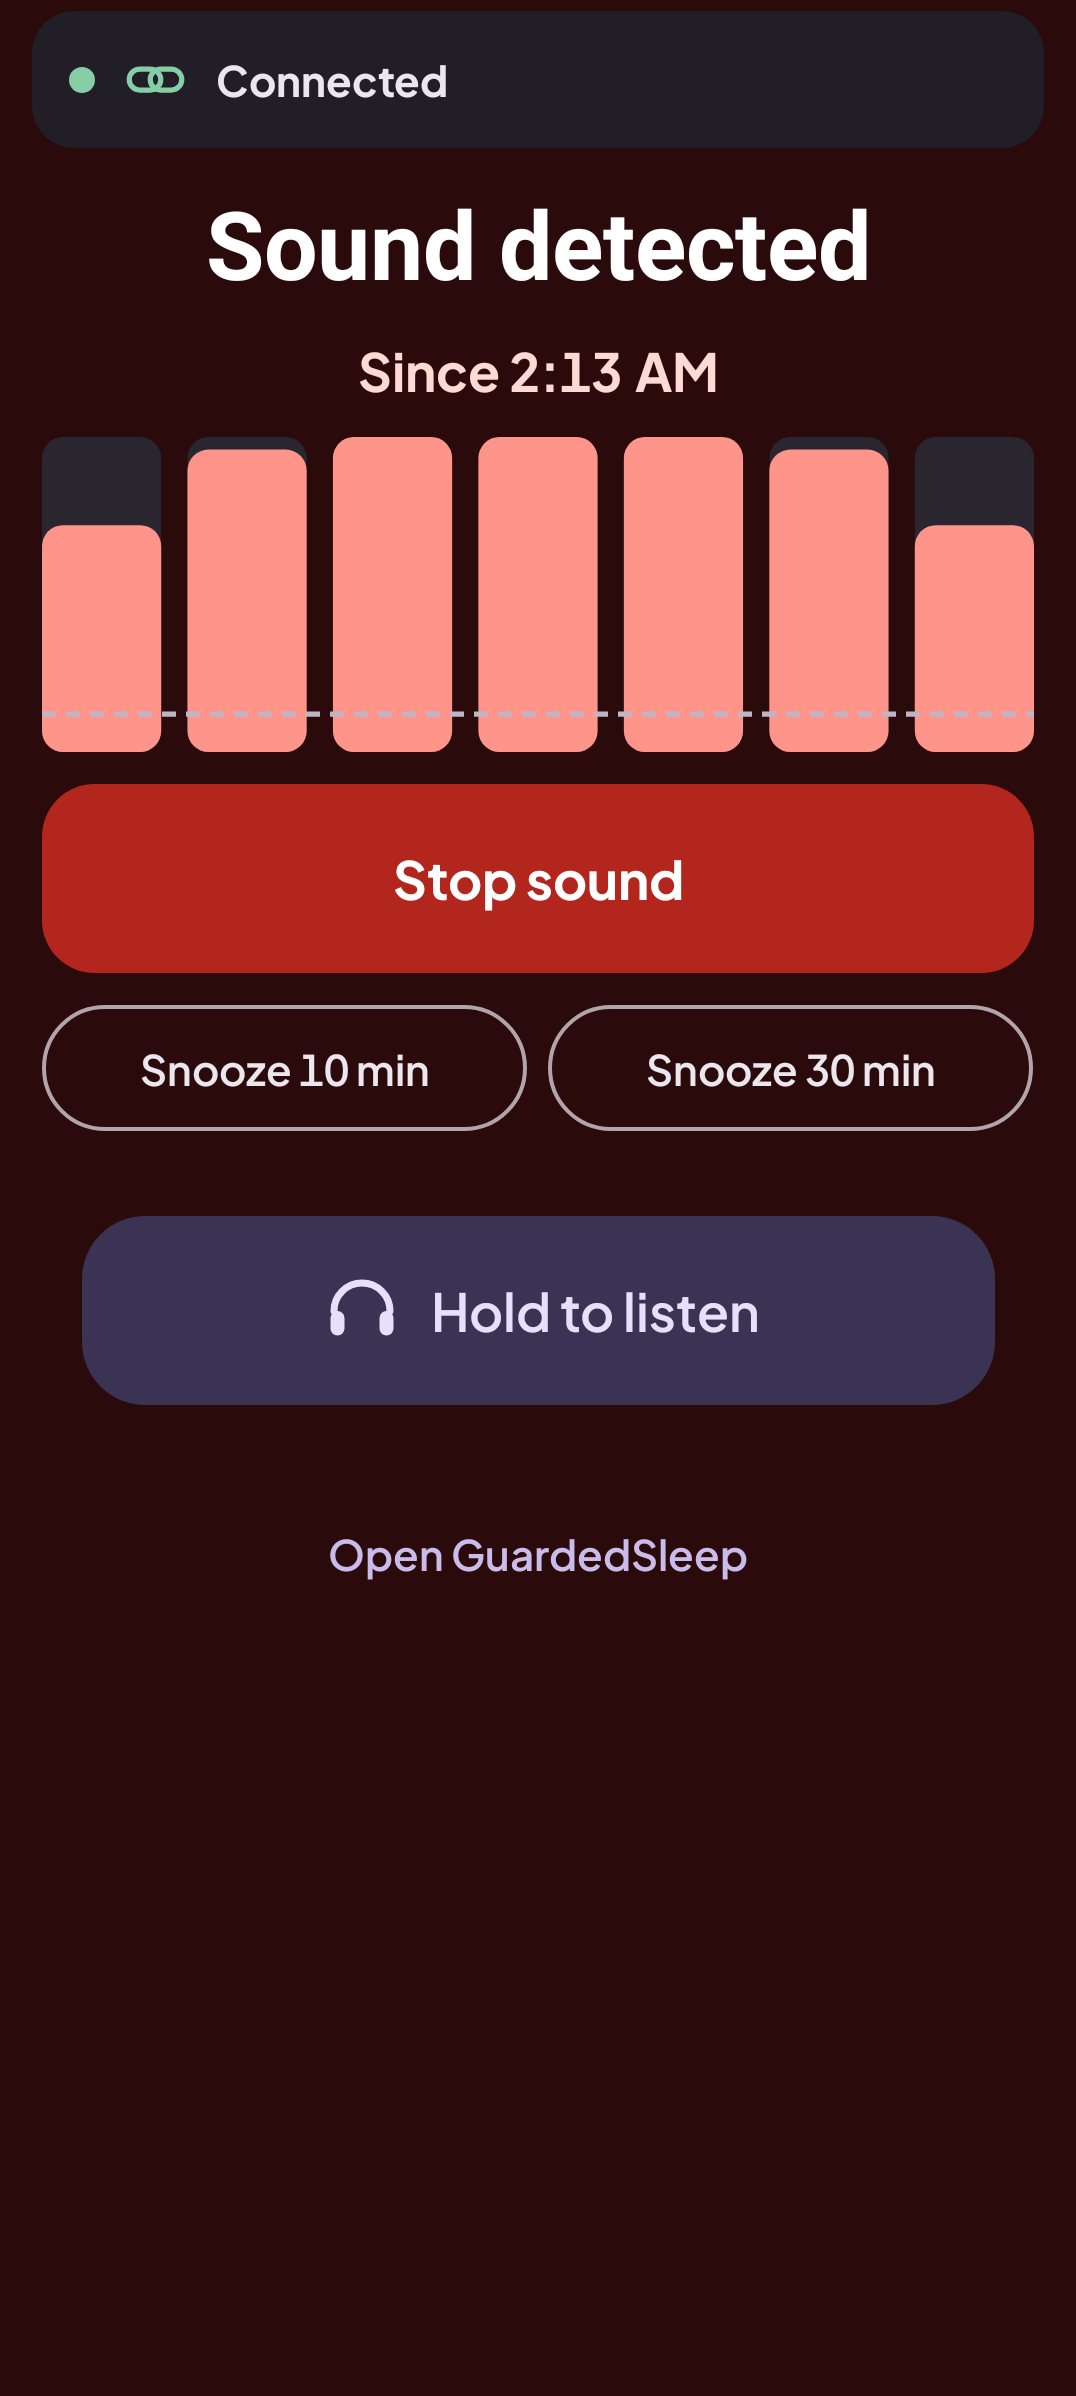 Connected
Sound detected
Since 2:13 AM
Stop sound
Snooze 10 min
Snooze 30 min
Hold to listen
Open GuardedSleep